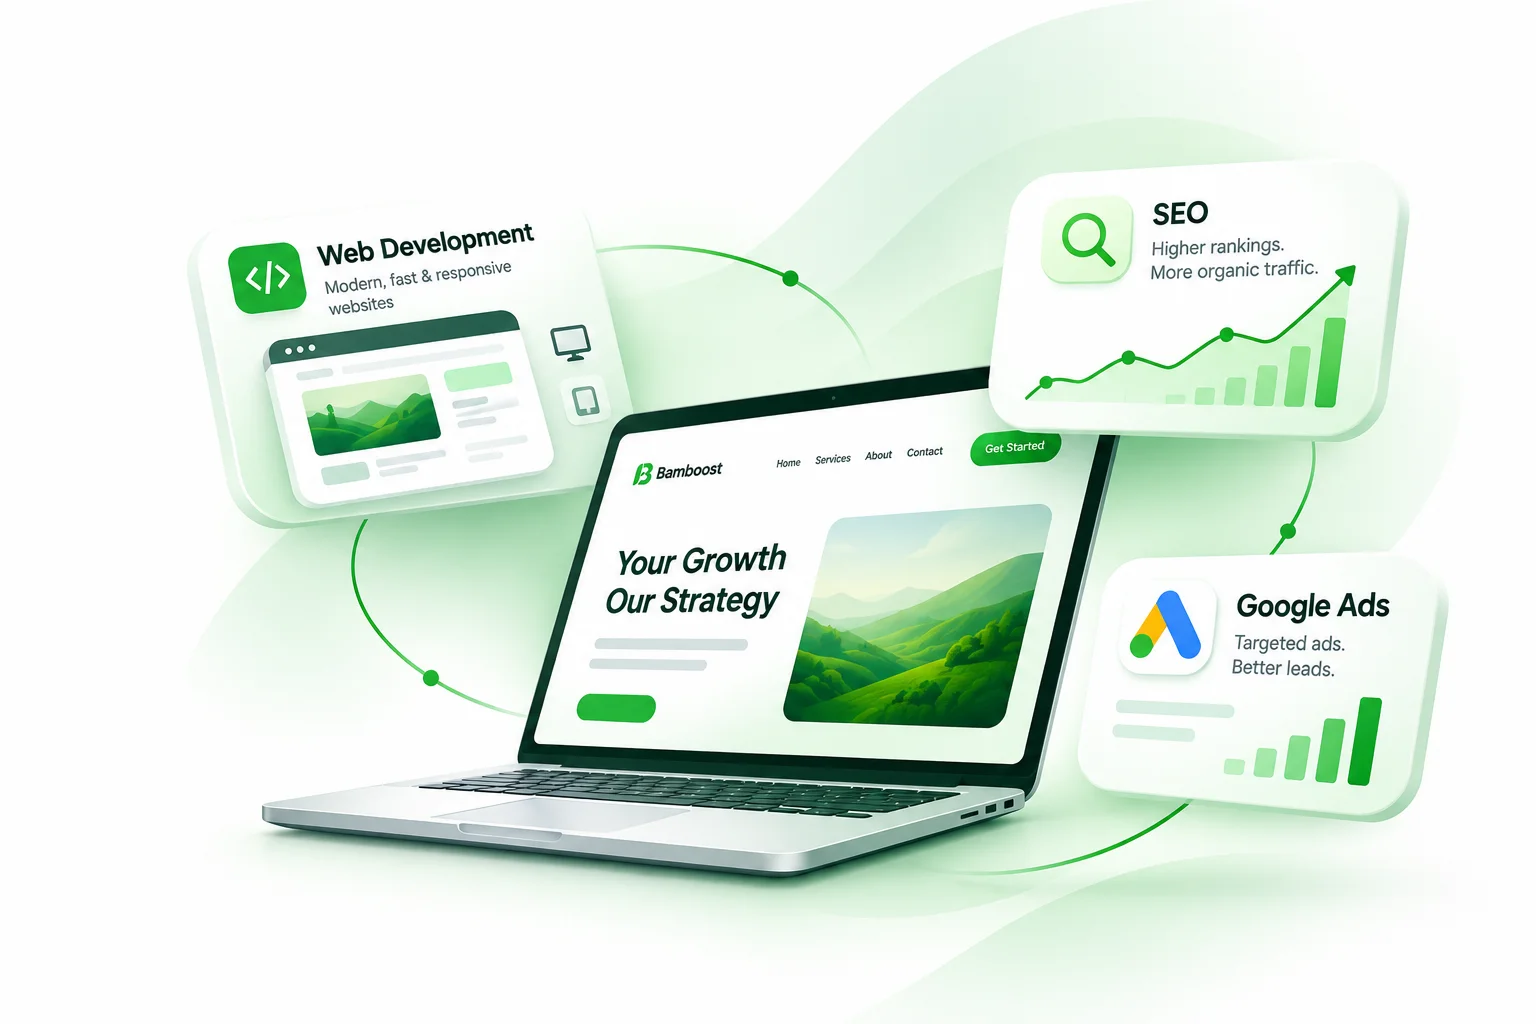 Web Development
Modern, fast & responsive
websites
SEO
Higher rankings.
More organic traffic.
Bamboost
Home
Services
About
Contact
Get Started
Your Growth
Our Strategy
Google Ads
Targeted ads.
Better leads.